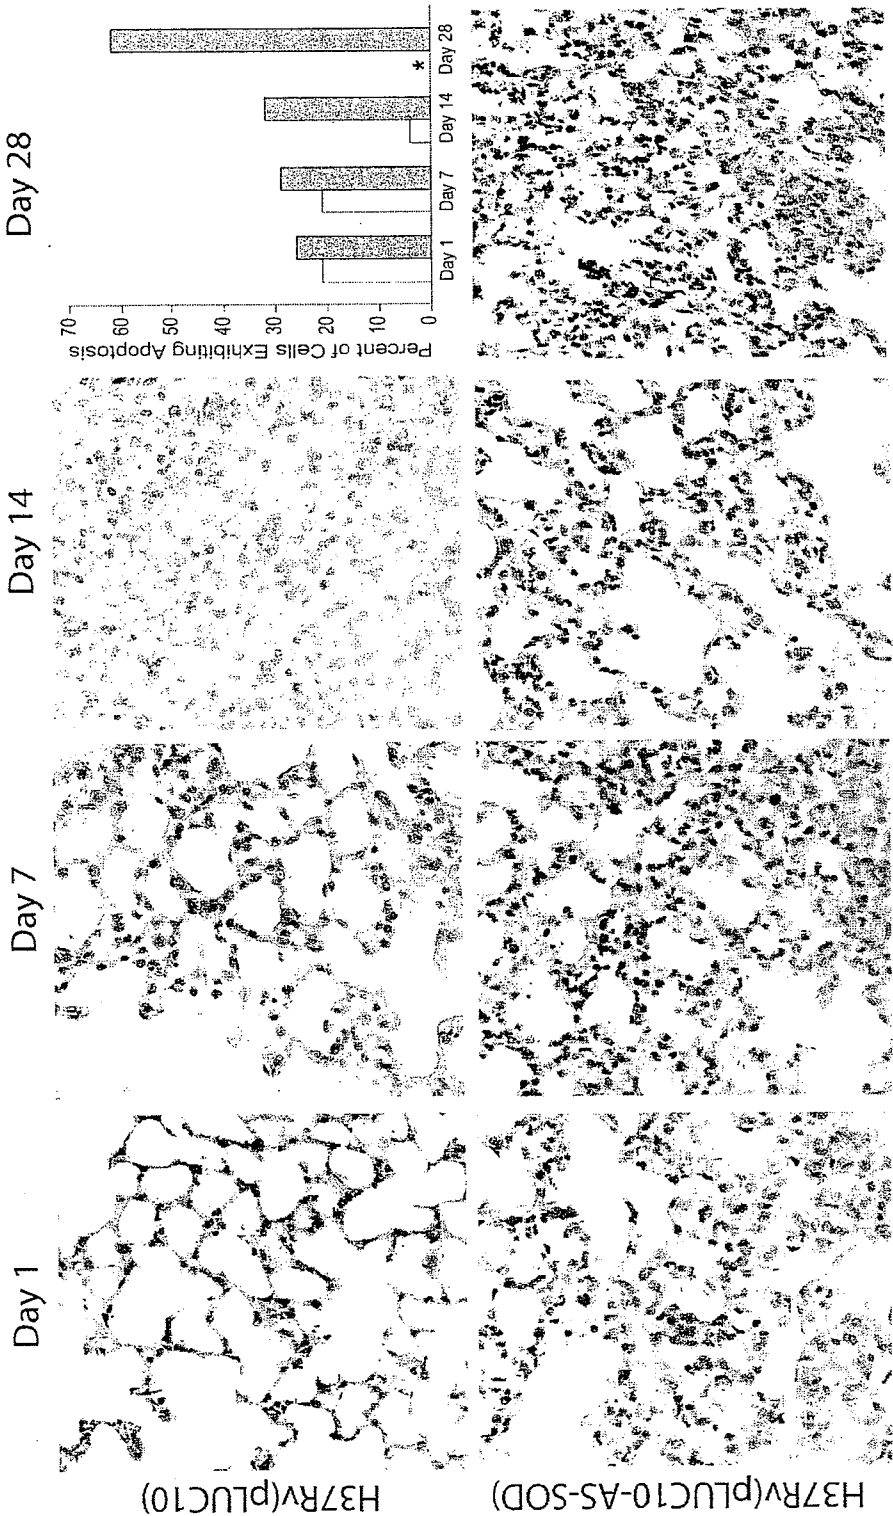 Day 1
Day 7
Day 14
Day 28
H37Rv(pLUC10)
Percent of Cells Exhibiting Apoptosis
70
60
50
40
30
20
10
0
*
Day 1
Day 7
Day 14
Day 28
H37Rv(pLUC10-AS-SOD)